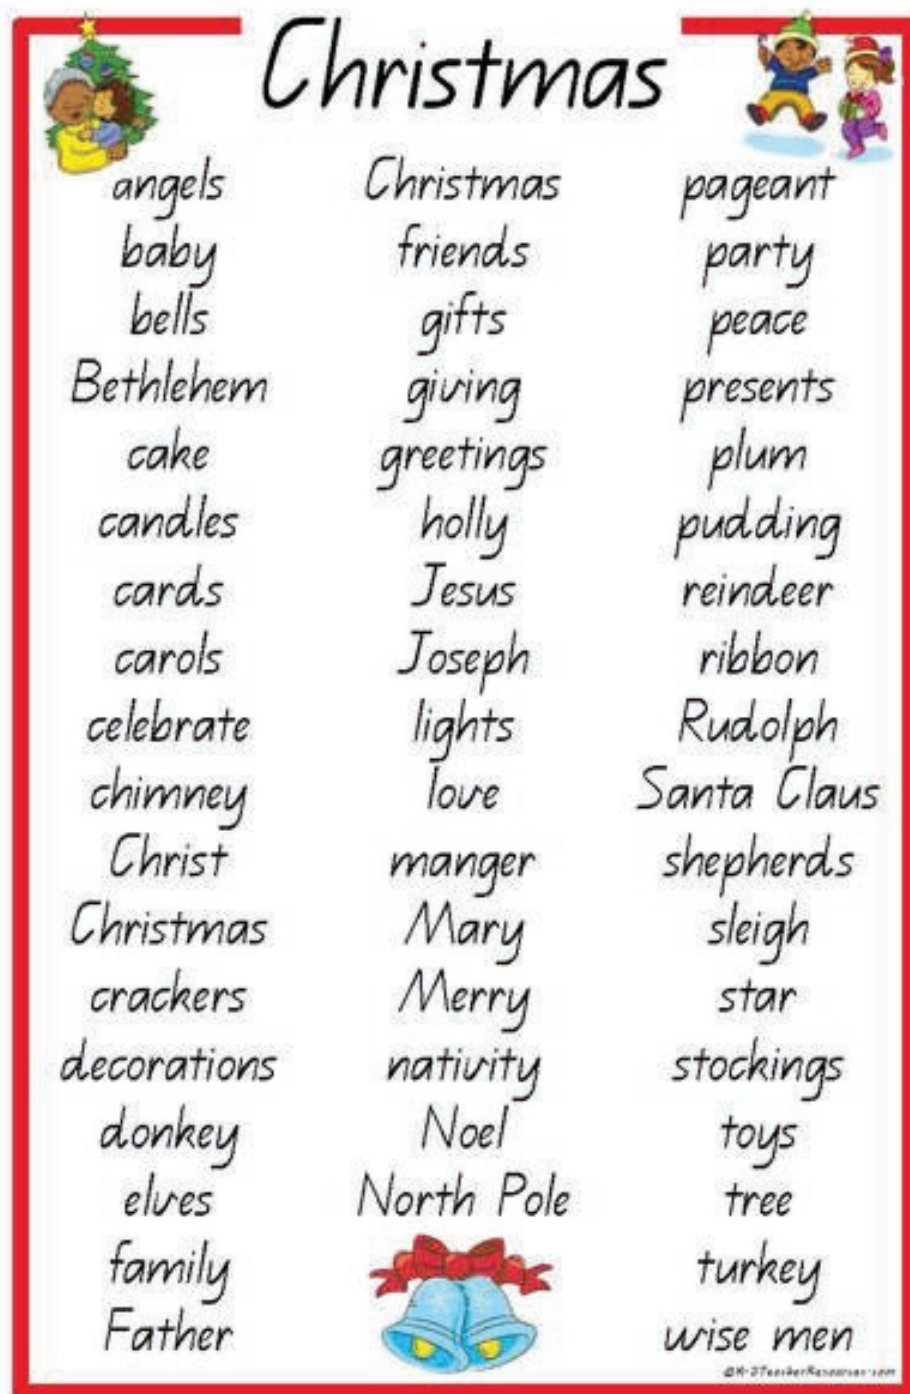 Christmas
angels
baby
bells
Bethlehem
cake
candles
cards
carols
celebrate
chimney
Christ
Christmas
crackers
decorations
donkey
elves
family
Father
Christmas
friends
gifts
giving
greetings
holly
Jesus
Joseph
lights
love
manger
Mary
Merry
nativity
Noel
North Pole
pageant
party
peace
presents
plum
pudding
reindeer
ribbon
Rudolph
Santa Claus
shepherds
sleigh
star
stockings
toys
tree
turkey
wise men
©K-3TeacherResources.com